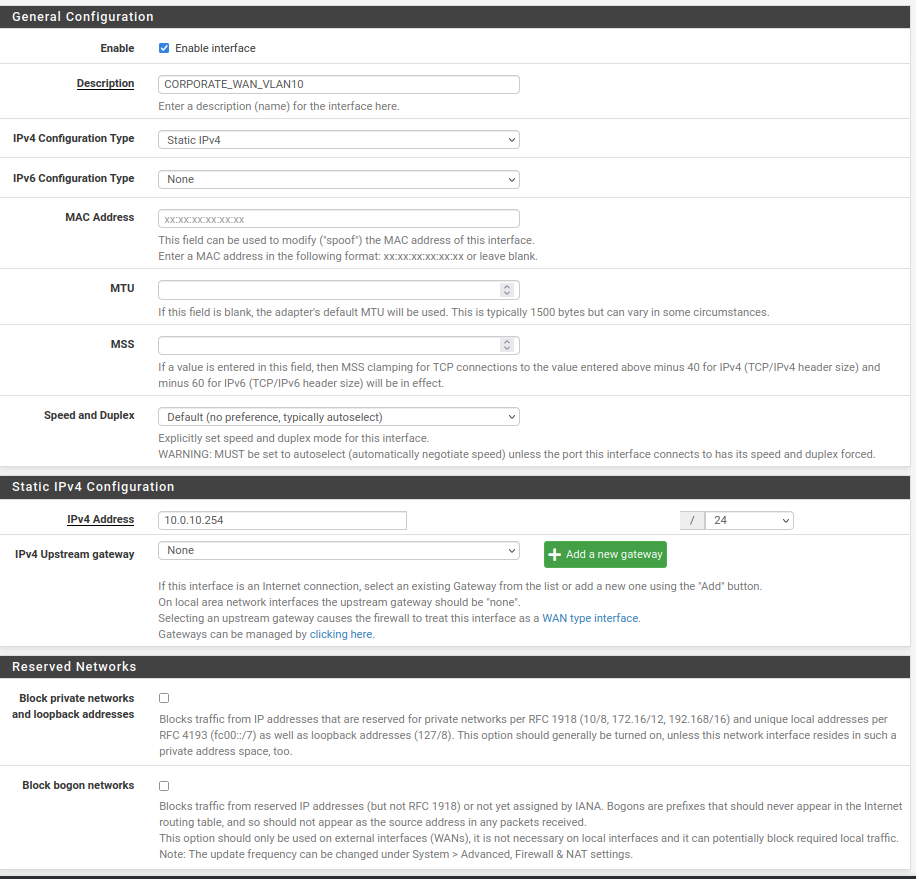 General Configuration
Enable
Enable interface
Description
CORPORATE_WAN_VLAN10
Enter a description (name) for the interface here.
IPv4 Configuration Type
Static IPv4
IPv6 Configuration Type
None
MAC Address
xx:xx:xx:xx:xx:xx
This field can be used to modify ("spoof") the MAC address of this interface.
Enter a MAC address in the following format: xx:xx:xx:xx:xx:xx or leave blank.
MTU
If this field is blank, the adapter's default MTU will be used. This is typically 1500 bytes but can vary in some circumstances.
MSS
If a value is entered in this field, then MSS clamping for TCP connections to the value entered above minus 40 for IPv4 (TCP/IPv4 header size) and
minus 60 for IPv6 (TCP/IPv6 header size) will be in effect.
Speed and Duplex
Default (no preference, typically autoselect)
Explicitly set speed and duplex mode for this interface.
WARNING: MUST be set to autoselect (automatically negotiate speed) unless the port this interface connects to has its speed and duplex forced.
Static IPv4 Configuration
IPv4 Address
10.0.10.254
/
24
IPv4 Upstream gateway
None
Add a new gateway
If this interface is an Internet connection, select an existing Gateway from the list or add a new one using the "Add" button.
On local area network interfaces the upstream gateway should be "none".
Selecting an upstream gateway causes the firewall to treat this interface as a WAN type interface.
Gateways can be managed by clicking here.
Reserved Networks
Block private networks
and loopback addresses
Blocks traffic from IP addresses that are reserved for private networks per RFC 1918 (10/8, 172.16/12, 192.168/16) and unique local addresses per
RFC 4193 (fc00::/7) as well as loopback addresses (127/8). This option should generally be turned on, unless this network interface resides in such a
private address space, too.
Block bogon networks
Blocks traffic from reserved IP addresses (but not RFC 1918) or not yet assigned by IANA. Bogons are prefixes that should never appear in the Internet
routing table, and so should not appear as the source address in any packets received.
This option should only be used on external interfaces (WANs), it is not necessary on local interfaces and it can potentially block required local traffic.
Note: The update frequency can be changed under System > Advanced, Firewall & NAT settings.